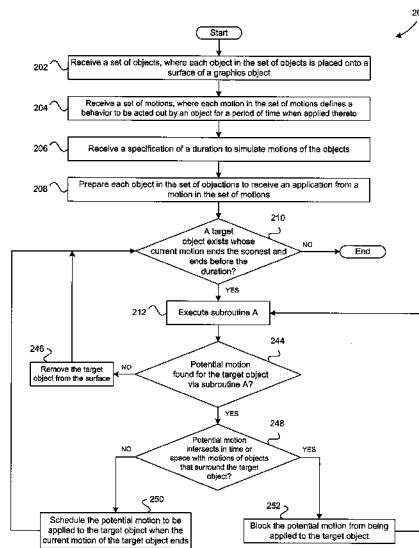 20
Start
202
Receive a set of objects, where each object in the set of objects is placed onto a
surface of a graphics object
204
Receive a set of motions, where each motion in the set of motions defines a
behavior to be acted out by an object for a period of time when applied thereto
206
Receive a specification of a duration to simulate motions of the objects
208
Prepare each object in the set of objections to receive an application from a
motion in the set of motions
210
A target
object exists whose
current motion ends the soonest and
ends before the
duration?
NO
End
YES
212
Execute subroutine A
244
246
Remove the target
object from the surface
NO
Potential motion
found for the target object
via subroutine A?
YES
248
NO
Potential motion
intersects in time or
space with motions of objects
that surround the target
object?
YES
250
Schedule the potential motion to be
applied to the target object when the
current motion of the target object ends
252
Block the potential motion from being
applied to the target object